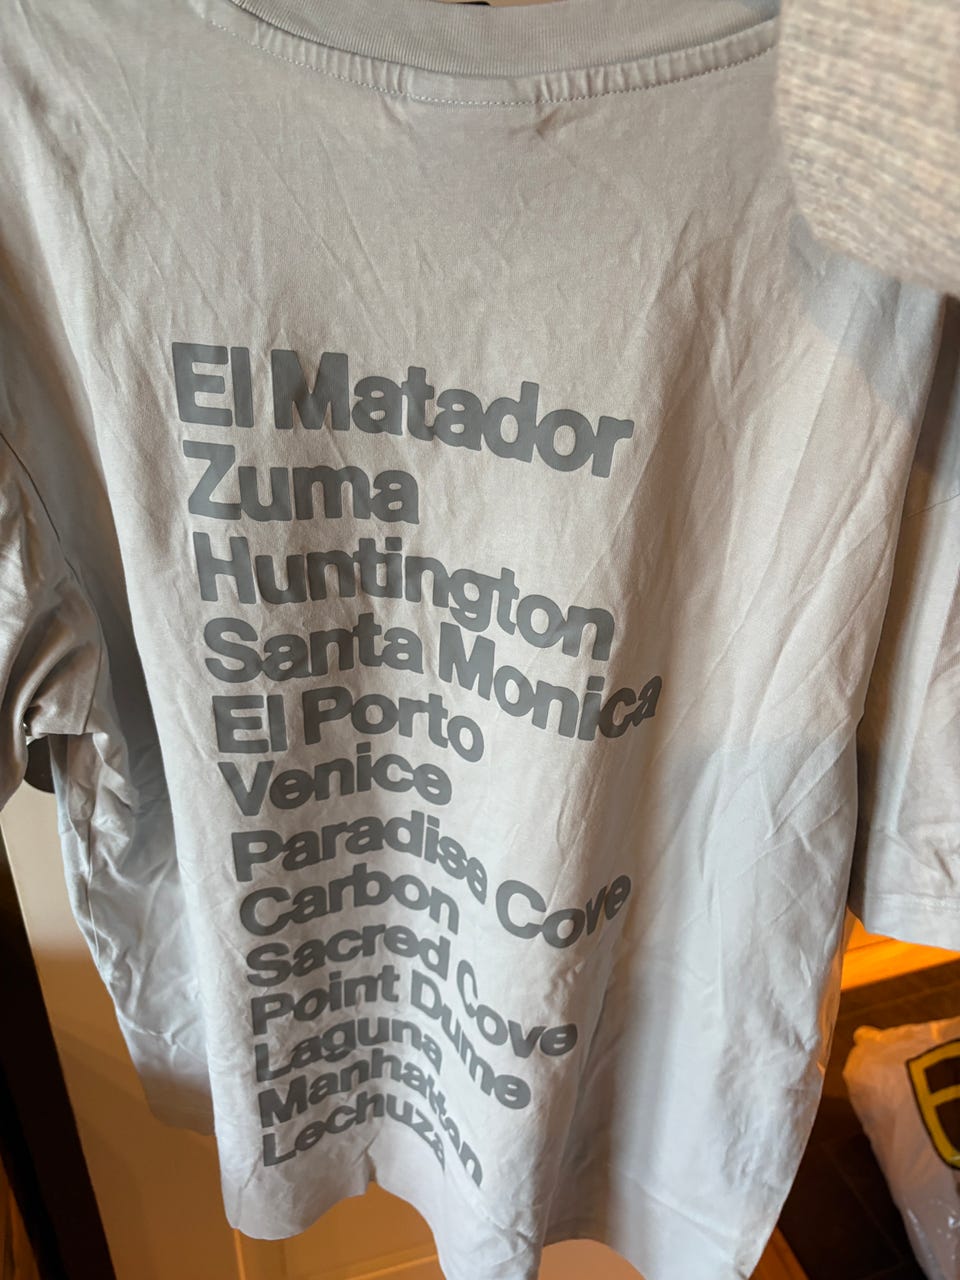 El Matador
Zuma
Huntington
Santa Monica
El Porto
Venice
Paradise Cove
Carbon
Sacred Cove
Point Dume
Laguna
Manhattan
Lechuza